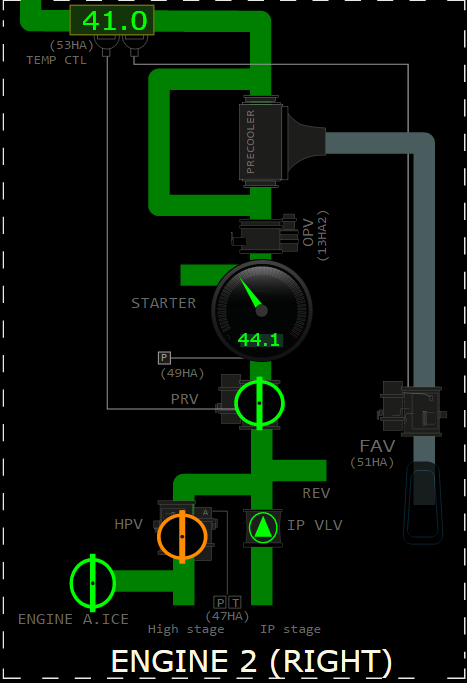 41.0
(53HA)
TEMP CTL
PRECOOLER
OPV
(13HA2)
STARTER
44.1
P
(49HA)
PRV
FAV
(51HA)
REV
HPV
A
IP VLV
P T
(47HA)
ENGINE A.ICE
High stage
IP stage
ENGINE 2 (RIGHT)